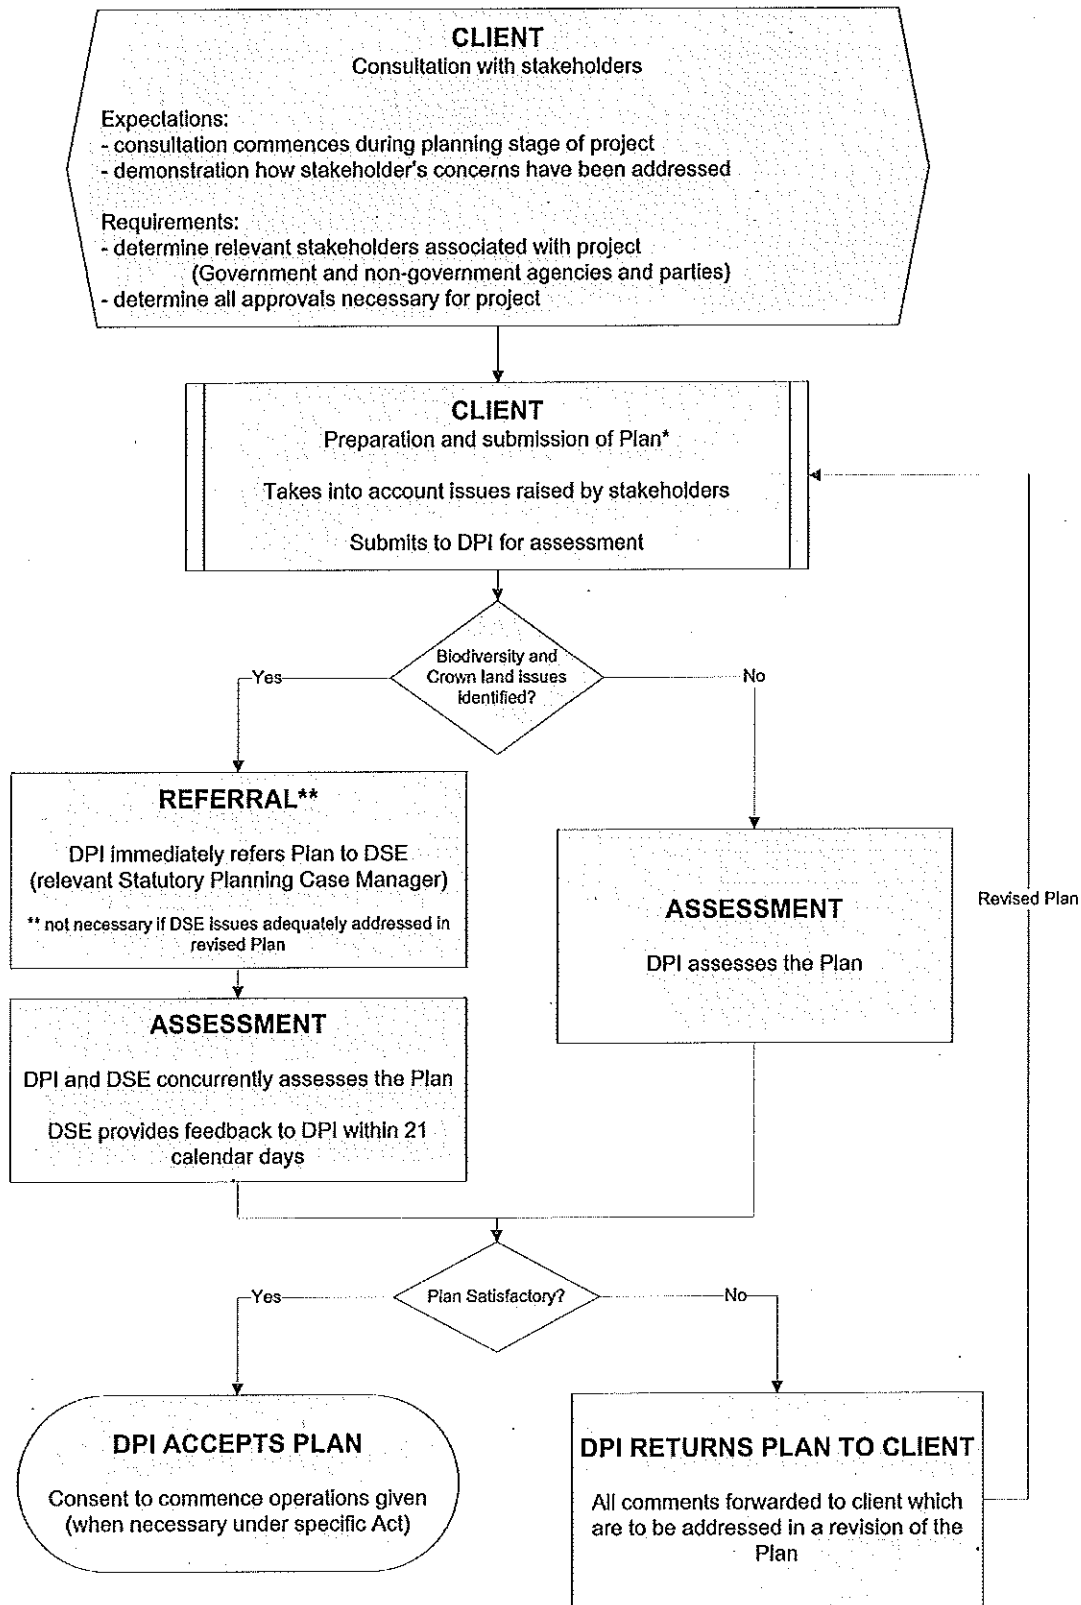 CLIENT
Consultation with stakeholders
Expectations:
- consultation commences during planning stage of project
- demonstration how stakeholder's concerns have been addressed
Requirements:
- determine relevant stakeholders associated with project
(Government and non-government agencies and parties)
- determine all approvals necessary for project
CLIENT
Preparation and submission of Plan*
Takes into account issues raised by stakeholders
Submits to DPI for assessment
Biodiversity and
Crown land issues
identified?
Yes
No
REFERRAL**
DPI immediately refers Plan to DSE
(relevant Statutory Planning Case Manager)
** not necessary if DSE issues adequately addressed in
revised Plan
ASSESSMENT
DPI assesses the Plan
Revised Plan
ASSESSMENT
DPI and DSE concurrently assesses the Plan
DSE provides feedback to DPI within 21
calendar days
Plan Satisfactory?
Yes
No
DPI ACCEPTS PLAN
Consent to commence operations given
(when necessary under specific Act)
DPI RETURNS PLAN TO CLIENT
All comments forwarded to client which
are to be addressed in a revision of the
Plan